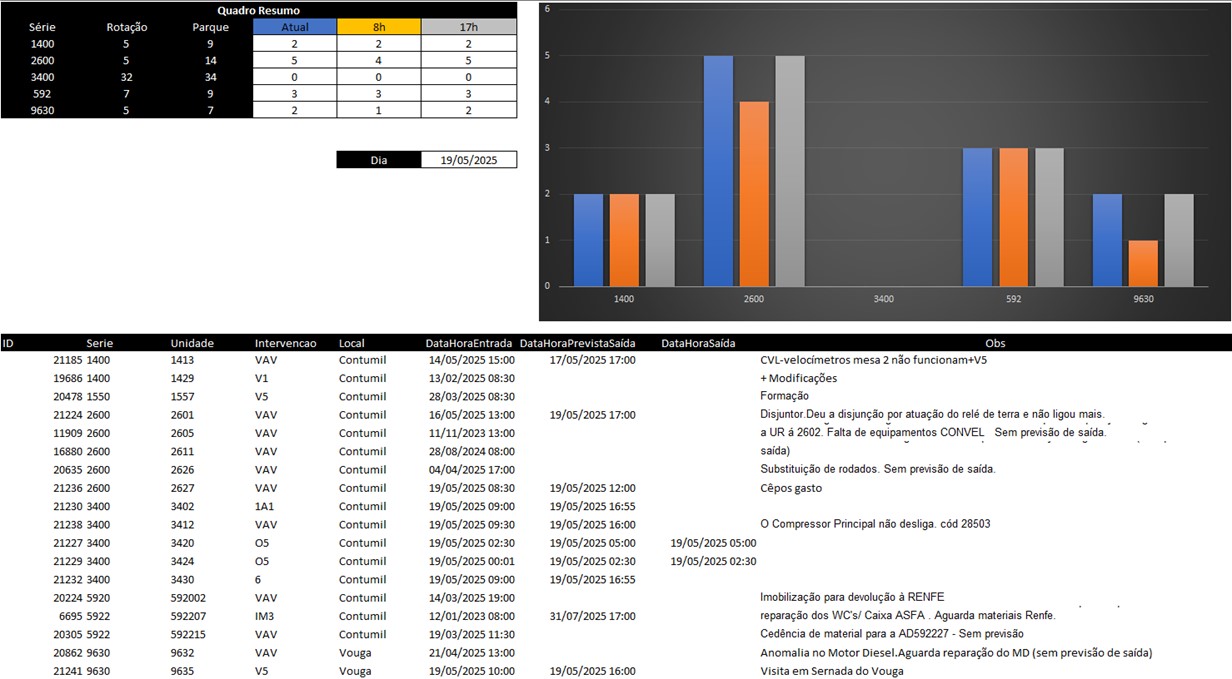 Quadro Resumo
Série Rotação Parque Atual 8h 17h
1400 5 9 2 2 2
2600 5 14 5 4 5
3400 32 34 0 0 0
592 7 9 3 3 3
9630 5 7 2 1 2
Dia 19/05/2025
6
5
4
3
2
1
0
1400 2600 3400 592 9630
ID Serie Unidade Intervencao Local DataHoraEntrada DataHoraPrevistaSaída DataHoraSaída Obs
21185 1400 1413 VAV Contumil 14/05/2025 15:00 17/05/2025 17:00 CVL-velocímetros mesa 2 não funcionam+V5
19686 1400 1429 V1 Contumil 13/02/2025 08:30 + Modificações
20478 1550 1557 V5 Contumil 28/03/2025 08:30 Formação
21224 2600 2601 VAV Contumil 16/05/2025 13:00 19/05/2025 17:00 Disjuntor.Deu a disjunção por atuação do relé de terra e não ligou mais.
11909 2600 2605 VAV Contumil 11/11/2023 13:00 a UR á 2602. Falta de equipamentos CONVEL Sem previsão de saída.
16880 2600 2611 VAV Contumil 28/08/2024 08:00 saída)
20635 2600 2626 VAV Contumil 04/04/2025 17:00 Substituição de rodados. Sem previsão de saída.
21236 2600 2627 VAV Contumil 19/05/2025 08:30 19/05/2025 12:00 Cêpos gasto
21230 3400 3402 1A1 Contumil 19/05/2025 09:00 19/05/2025 16:55
21238 3400 3412 VAV Contumil 19/05/2025 09:30 19/05/2025 16:00 O Compressor Principal não desliga. cód 28503
21227 3400 3420 O5 Contumil 19/05/2025 02:30 19/05/2025 05:00 19/05/2025 05:00
21229 3400 3424 O5 Contumil 19/05/2025 00:01 19/05/2025 02:30 19/05/2025 02:30
21232 3400 3430 6 Contumil 19/05/2025 09:00 19/05/2025 16:55
20224 5920 592002 VAV Contumil 14/03/2025 19:00 Imobilização para devolução à RENFE
6695 5922 592207 IM3 Contumil 12/01/2023 08:00 31/07/2025 17:00 reparação dos WC's/ Caixa ASFA . Aguarda materiais Renfe.
20305 5922 592215 VAV Contumil 19/03/2025 11:30 Cedência de material para a AD592227 - Sem previsão
20862 9630 9632 VAV Vouga 21/04/2025 13:00 Anomalia no Motor Diesel.Aguarda reparação do MD (sem previsão de saída)
21241 9630 9635 V5 Vouga 19/05/2025 10:00 19/05/2025 16:00 Visita em Sernada do Vouga